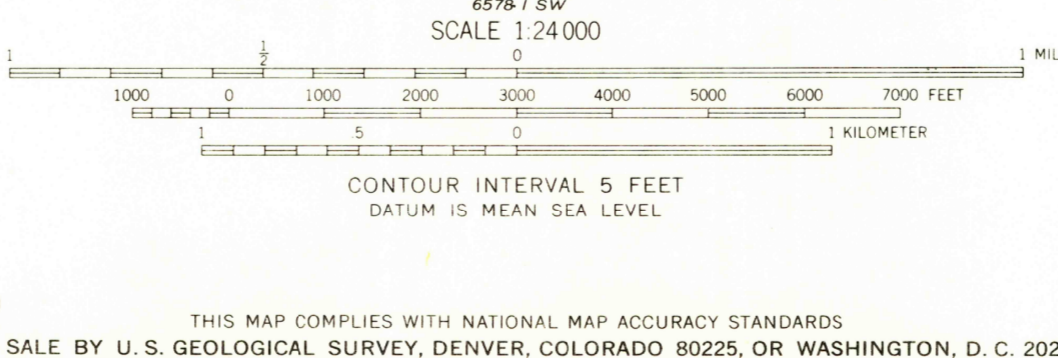 6578 I SW
SCALE 1:24 000
1 1/2 0 1 MIL
1000 0 1000 2000 3000 4000 5000 6000 7000 FEET
1 .5 0 1 KILOMETER
CONTOUR INTERVAL 5 FEET
DATUM IS MEAN SEA LEVEL
THIS MAP COMPLIES WITH NATIONAL MAP ACCURACY STANDARDS
SALE BY U. S. GEOLOGICAL SURVEY, DENVER, COLORADO 80225, OR WASHINGTON, D. C. 202